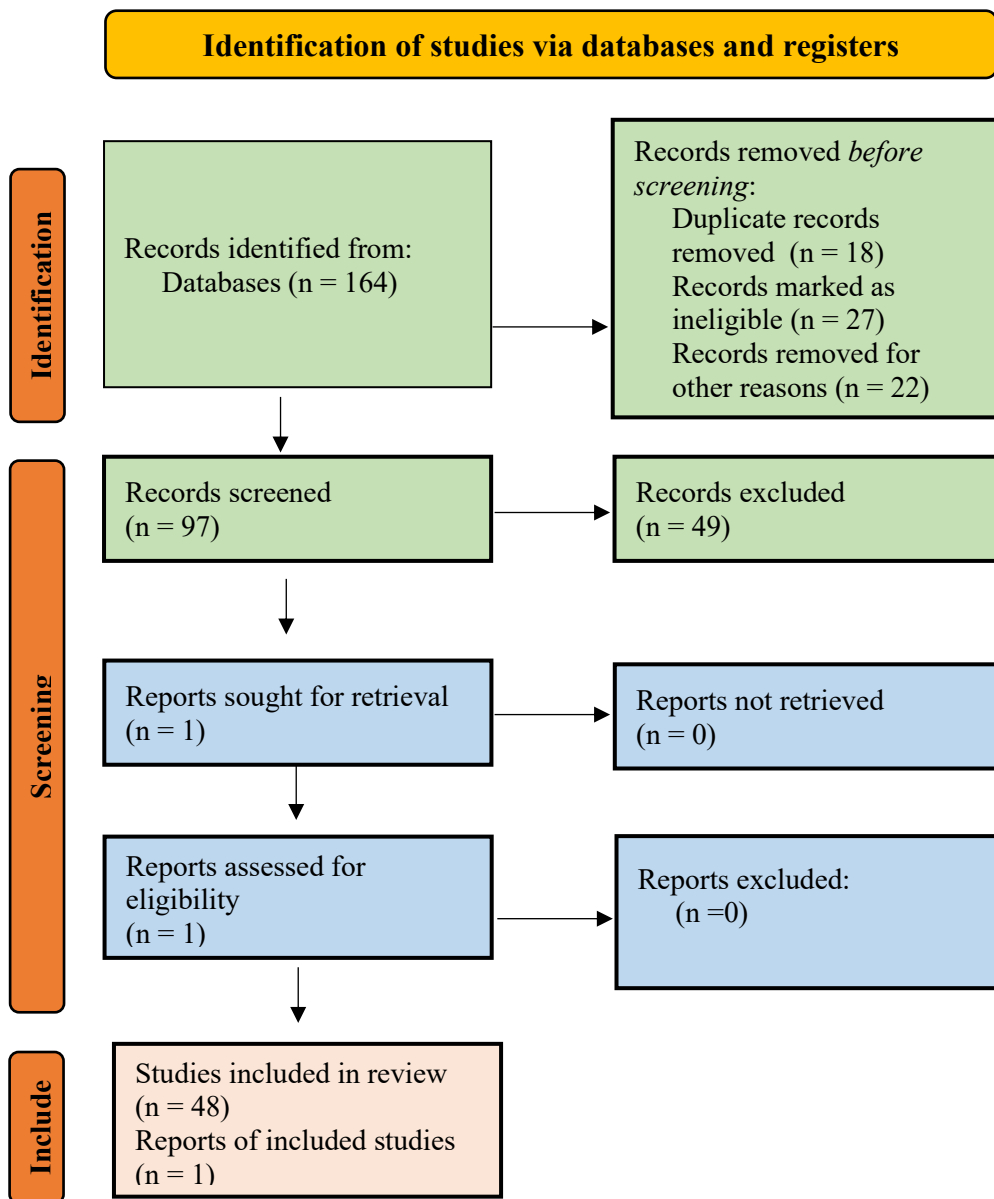 Identification of studies via databases and registers
Identification
Records identified from:
Databases (n = 164)
Records removed before
screening:
Duplicate records
removed (n = 18)
Records marked as
ineligible (n = 27)
Records removed for
other reasons (n = 22)
Screening
Records screened
(n = 97)
Records excluded
(n = 49)
Reports sought for retrieval
(n = 1)
Reports not retrieved
(n = 0)
Reports assessed for
eligibility
(n = 1)
Reports excluded:
(n =0)
Include
Studies included in review
(n = 48)
Reports of included studies
(n = 1)